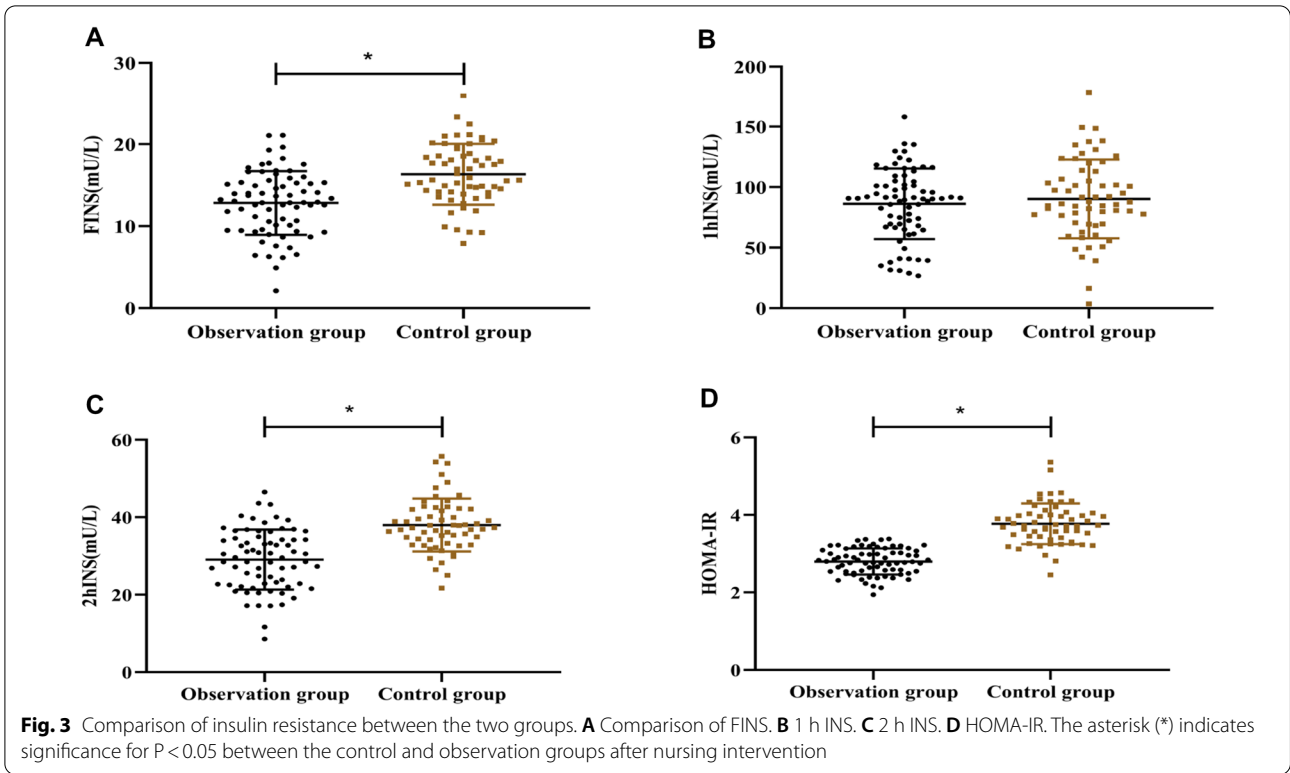 A
*
30
20
10
0
FINS(mU/L)
Observation group
Control group
B
200
150
100
50
0
1hINS(mU/L)
Observation group
Control group
C
*
60
40
20
0
2hINS(mU/L)
Observation group
Control group
D
*
6
4
2
0
HOMA-IR
Observation group
Control group
Fig. 3 Comparison of insulin resistance between the two groups. A Comparison of FINS. B 1 h INS. C 2 h INS. D HOMA-IR. The asterisk (*) indicates
significance for P < 0.05 between the control and observation groups after nursing intervention